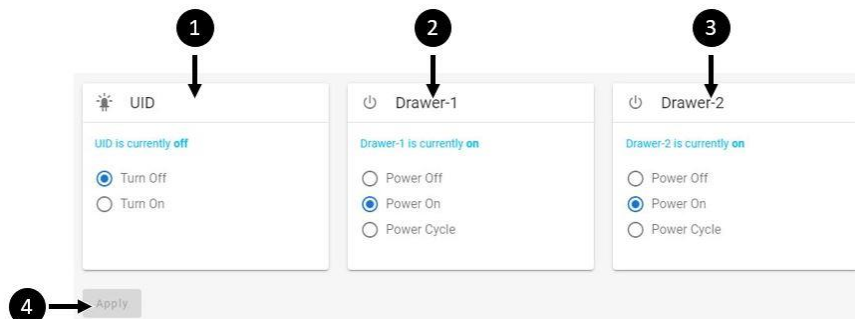 1
2
3
UID
UID is currently off
Turn Off
Turn On
Drawer-1
Drawer-1 is currently on
Power Off
Power On
Power Cycle
Drawer-2
Drawer-2 is currently on
Power Off
Power On
Power Cycle
4
Apply